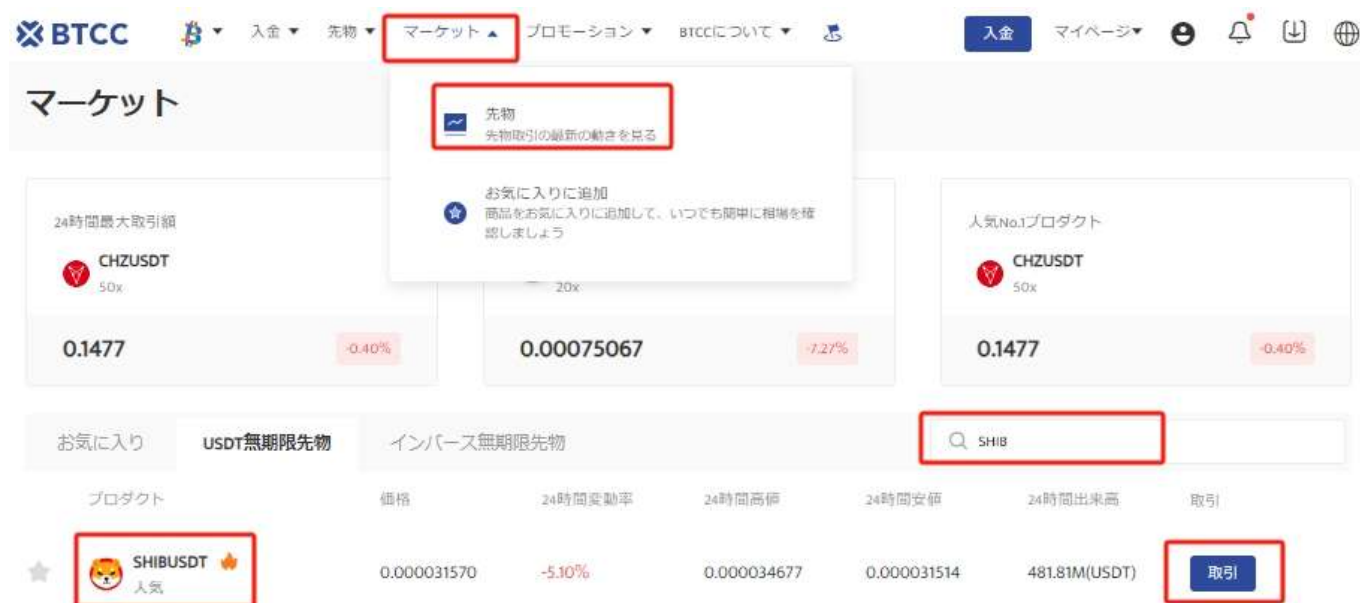 BTCC
入金 先物 マーケット プロモーション BTCCについて 入金 マイページ
マーケット
先物
先物取引の最新の動きを見る
お気に入りに追加
商品をお気に入りに追加して、いつでも簡単に相場を確
認しましょう
24時間最大取引額
CHZUSDT
50x
0.1477 -0.40%
20x
0.00075067 -7.27%
人気No.1プロダクト
CHZUSDT
50x
0.1477 -0.40%
お気に入り USDT無期限先物 インバース無期限先物 SHIB
プロダクト 価格 24時間変動率 24時間高値 24時間安値 24時間出来高 取引
SHIBUSDT
人気
0.000031570 -5.10% 0.000034677 0.000031514 481.81M(USDT) 取引